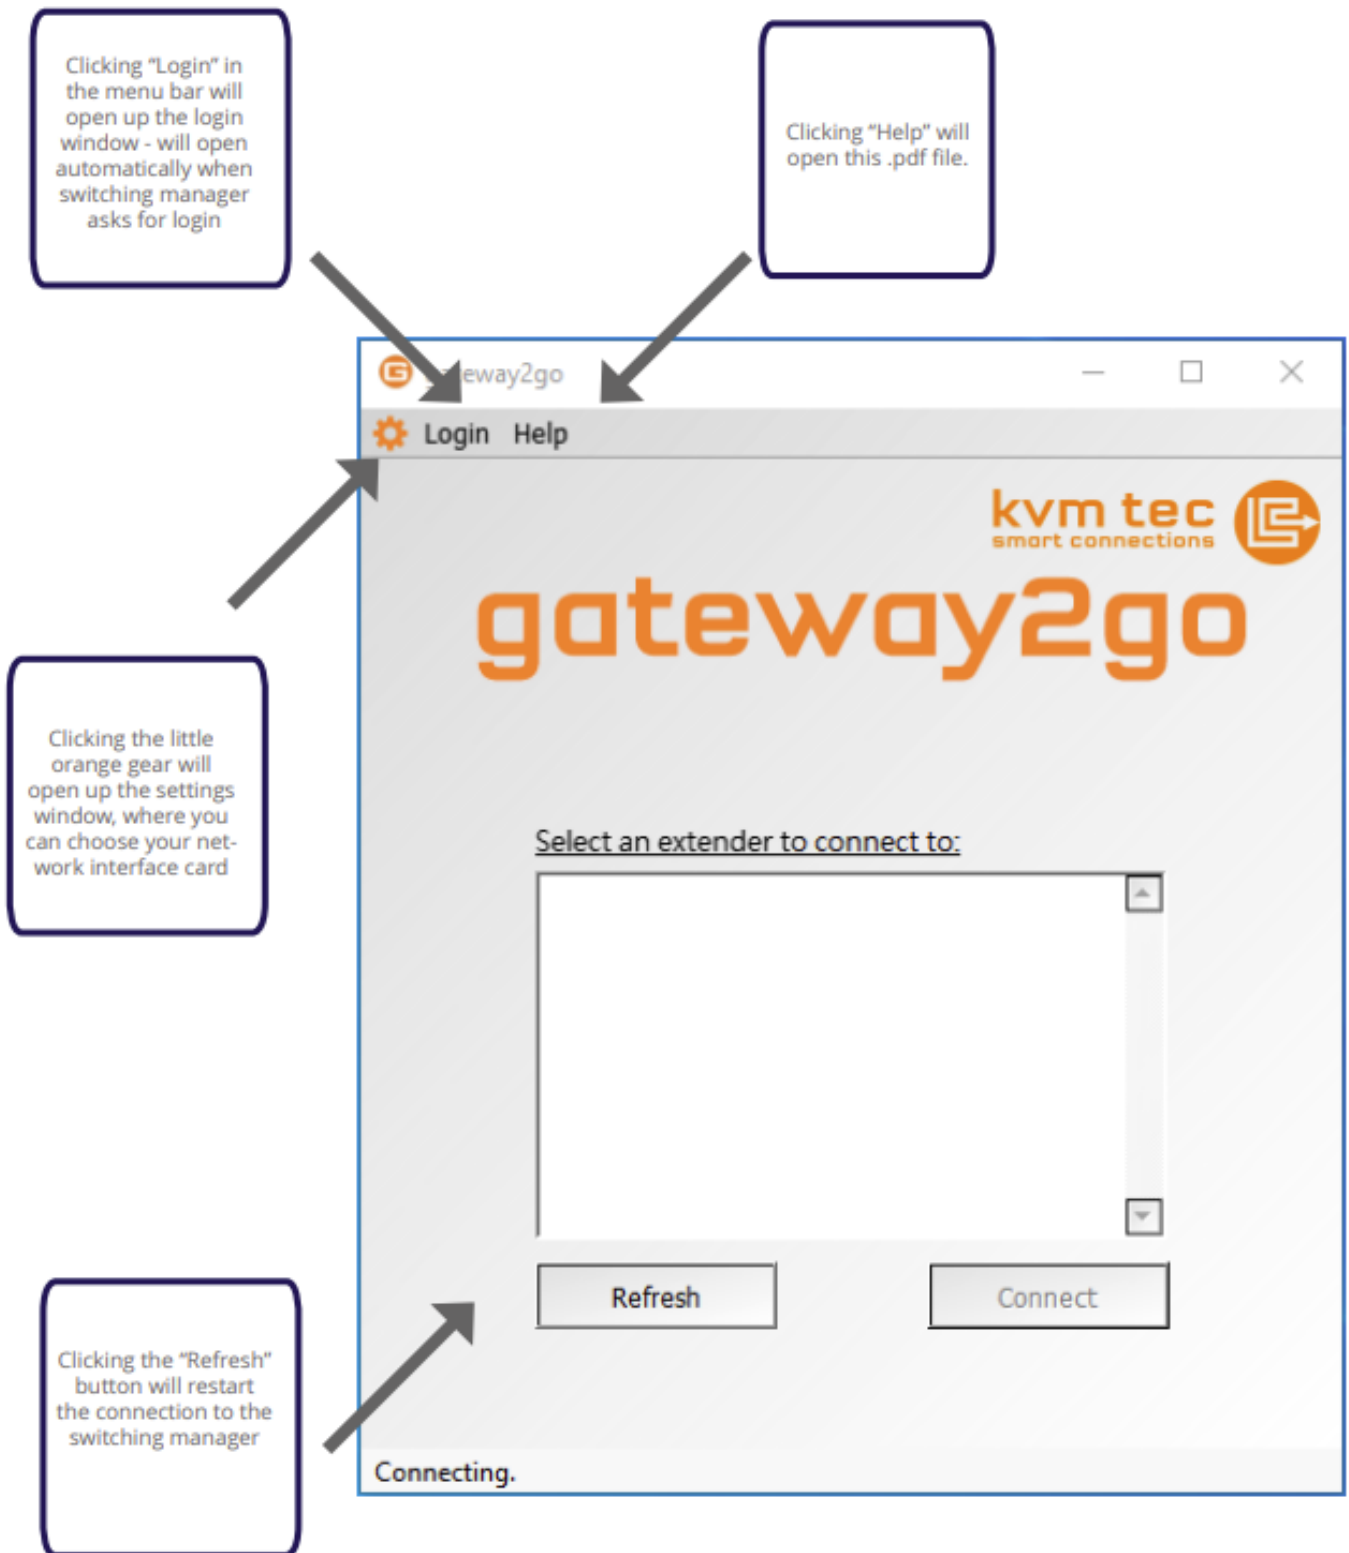 Clicking “Login” in
the menu bar will
open up the login
window - will open
automatically when
switching manager
asks for login
Clicking “Help” will
open this .pdf file.
gateway2go
Login Help
kvm tec
smart connections
gateway2go
Clicking the little
orange gear will
open up the settings
window, where you
can choose your net-
work interface card
Select an extender to connect to:
Refresh
Connect
Clicking the “Refresh”
button will restart
the connection to the
switching manager
Connecting.